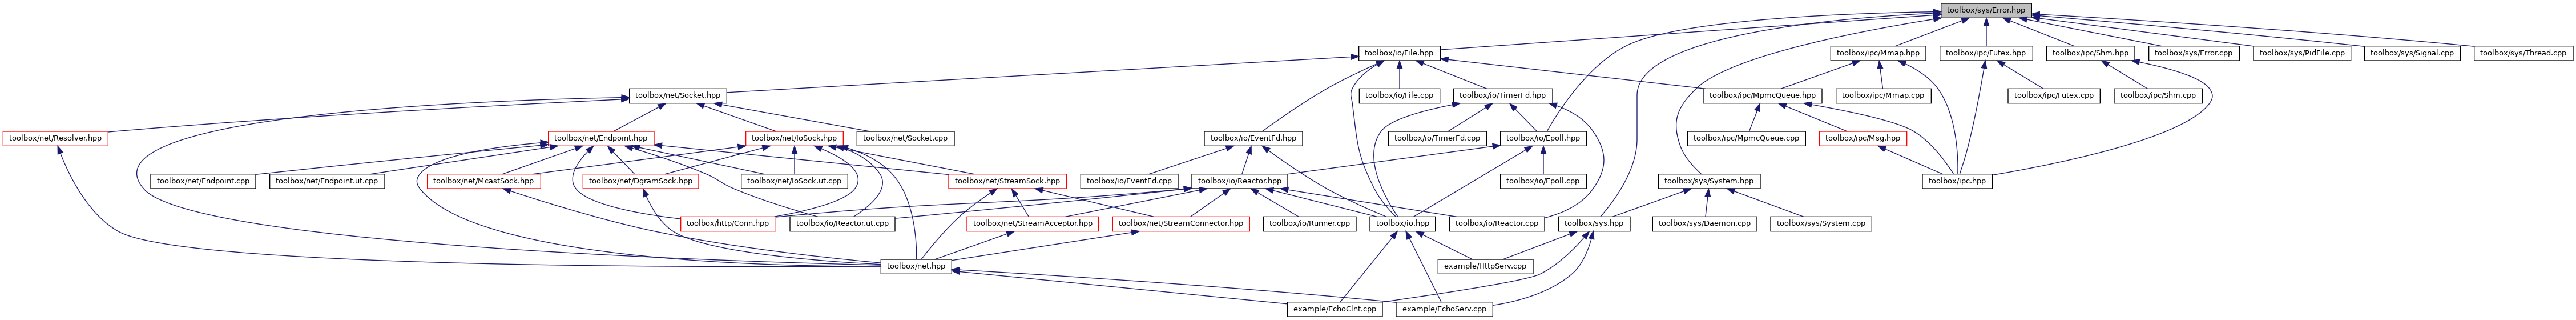 toolbox/sys/Error.hpp
toolbox/io/File.hpp
toolbox/ipc/Mmap.hpp
toolbox/ipc/Futex.hpp
toolbox/ipc/Shm.hpp
toolbox/sys/Error.cpp
toolbox/sys/PidFile.cpp
toolbox/sys/Signal.cpp
toolbox/sys/Thread.cpp
toolbox/net/Socket.hpp
toolbox/io/File.cpp
toolbox/io/TimerFd.hpp
toolbox/ipc/MpmcQueue.hpp
toolbox/ipc/Mmap.cpp
toolbox/ipc/Futex.cpp
toolbox/ipc/Shm.cpp
toolbox/net/Resolver.hpp
toolbox/net/Endpoint.hpp
toolbox/net/IoSock.hpp
toolbox/net/Socket.cpp
toolbox/io/EventFd.hpp
toolbox/io/TimerFd.cpp
toolbox/io/Epoll.hpp
toolbox/ipc/MpmcQueue.cpp
toolbox/ipc/Msg.hpp
toolbox/net/Endpoint.cpp
toolbox/net/Endpoint.ut.cpp
toolbox/net/McastSock.hpp
toolbox/net/DgramSock.hpp
toolbox/net/IoSock.ut.cpp
toolbox/net/StreamSock.hpp
toolbox/io/EventFd.cpp
toolbox/io/Reactor.hpp
toolbox/io/Epoll.cpp
toolbox/sys/System.hpp
toolbox/ipc.hpp
toolbox/http/Conn.hpp
toolbox/io/Reactor.ut.cpp
toolbox/net/StreamAcceptor.hpp
toolbox/net/StreamConnector.hpp
toolbox/io/Runner.cpp
toolbox/io.hpp
toolbox/io/Reactor.cpp
toolbox/sys.hpp
toolbox/sys/Daemon.cpp
toolbox/sys/System.cpp
toolbox/net.hpp
example/HttpServ.cpp
example/EchoClnt.cpp
example/EchoServ.cpp